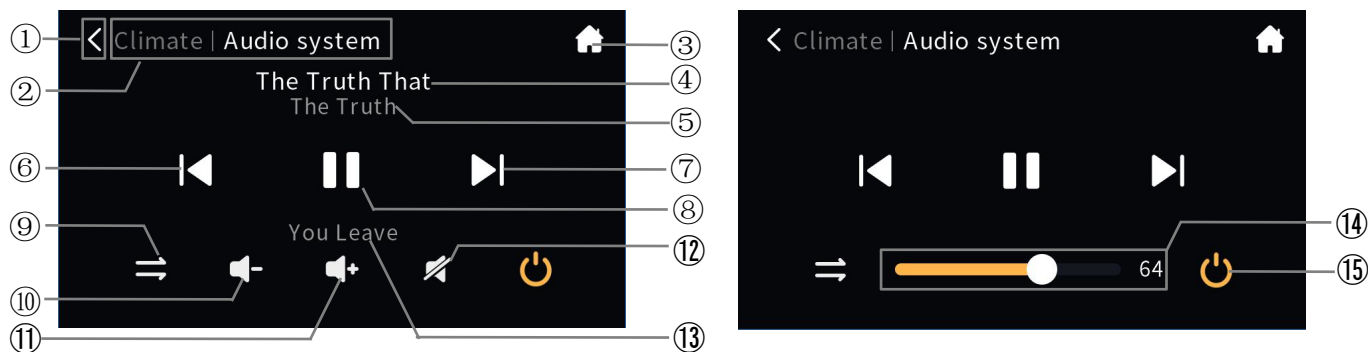 ① Climate | Audio system ③ Climate | Audio system
② The Truth That ④
The Truth ⑤
⑥ ⑦
⑧
⑨ You Leave ⑫ ⑭
64 ⑮
⑩
⑪ ⑬